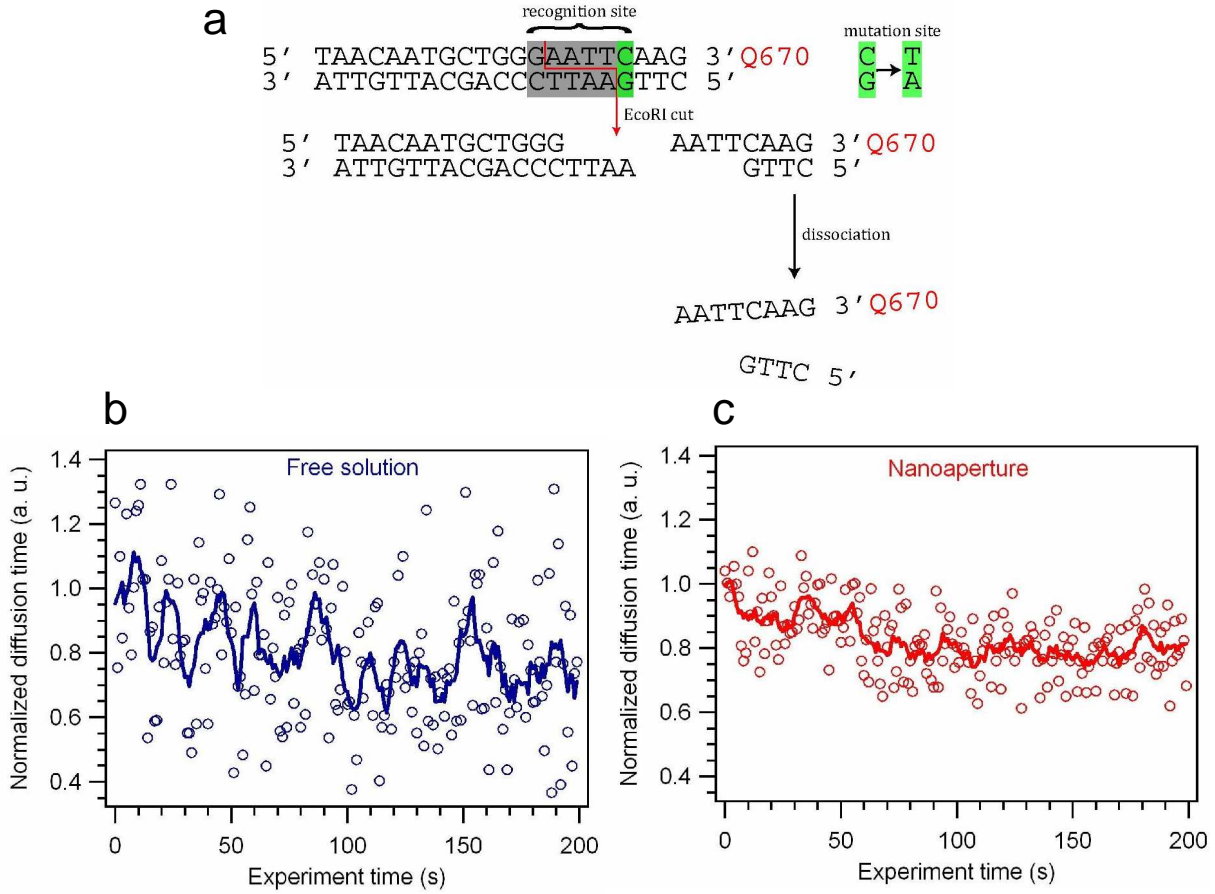 a
recognition site
5′ TAACAATGCTGGGAATTCAAG 3′Q670
3′ ATTGTTACGACCCTTAAGTTC 5′
mutation site
C T
G A
EcoRI cut
5′ TAACAATGCTGGG AATTCAAG 3′Q670
3′ ATTGTTACGACCCTTAA GTTC 5′
dissociation
AATTCAAG 3′Q670
GTTC 5′
b
Free solution
Normalized diffusion time (a. u.)
1.4
1.2
1.0
0.8
0.6
0.4
0 50 100 150 200
Experiment time (s)
c
Nanoaperture
Normalized diffusion time (a. u.)
1.4
1.2
1.0
0.8
0.6
0.4
0 50 100 150 200
Experiment time (s)